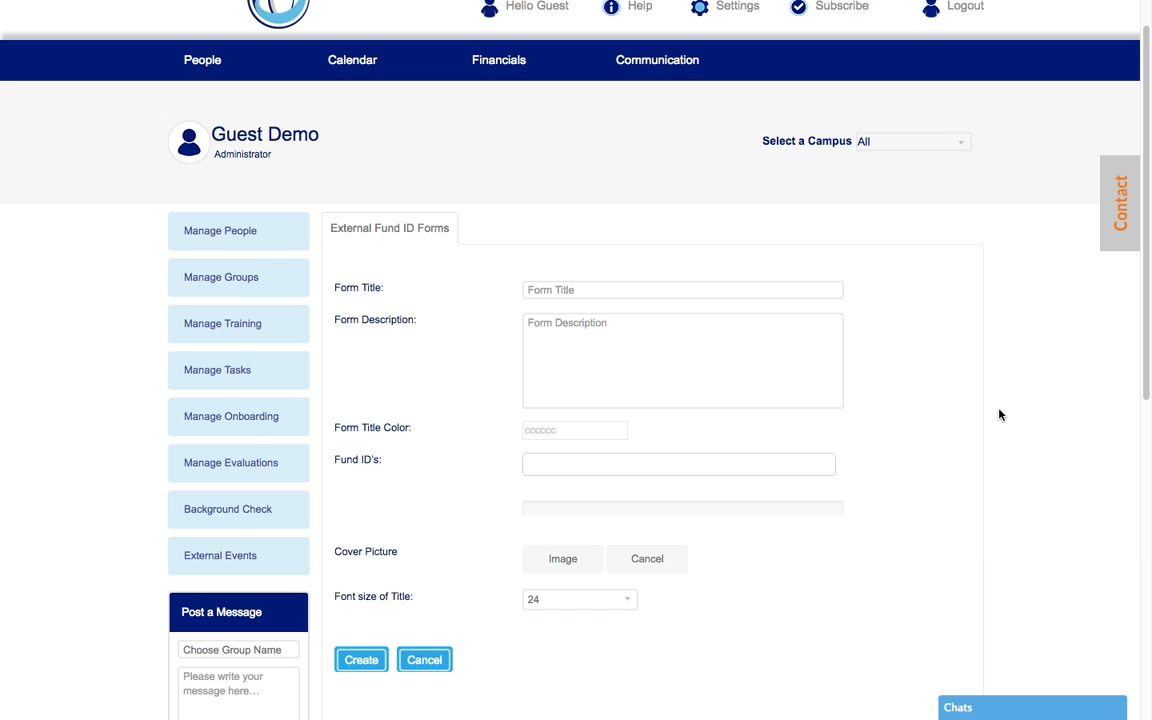 Hello Guest Help Settings Subscribe Logout
People Calendar Financials Communication
Guest Demo
Administrator
Select a Campus All
Contact
Manage People
Manage Groups
Manage Training
Manage Tasks
Manage Onboarding
Manage Evaluations
Background Check
External Events
Post a Message
Choose Group Name
Please write your
message here...
External Fund ID Forms
Form Title: Form Title
Form Description: Form Description
Form Title Color: cccccc
Fund ID's:
Cover Picture Image Cancel
Font size of Title: 24
Create Cancel
Chats